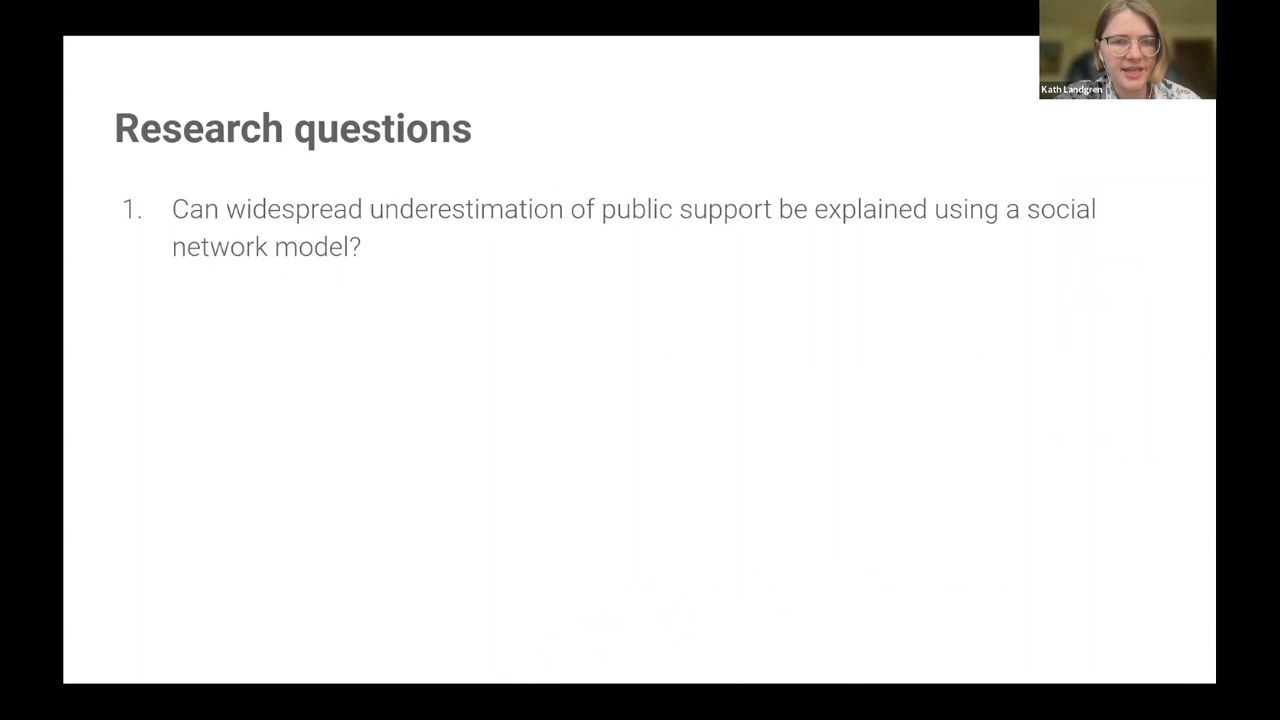 Kath Landgren
Research questions
1. Can widespread underestimation of public support be explained using a social
network model?